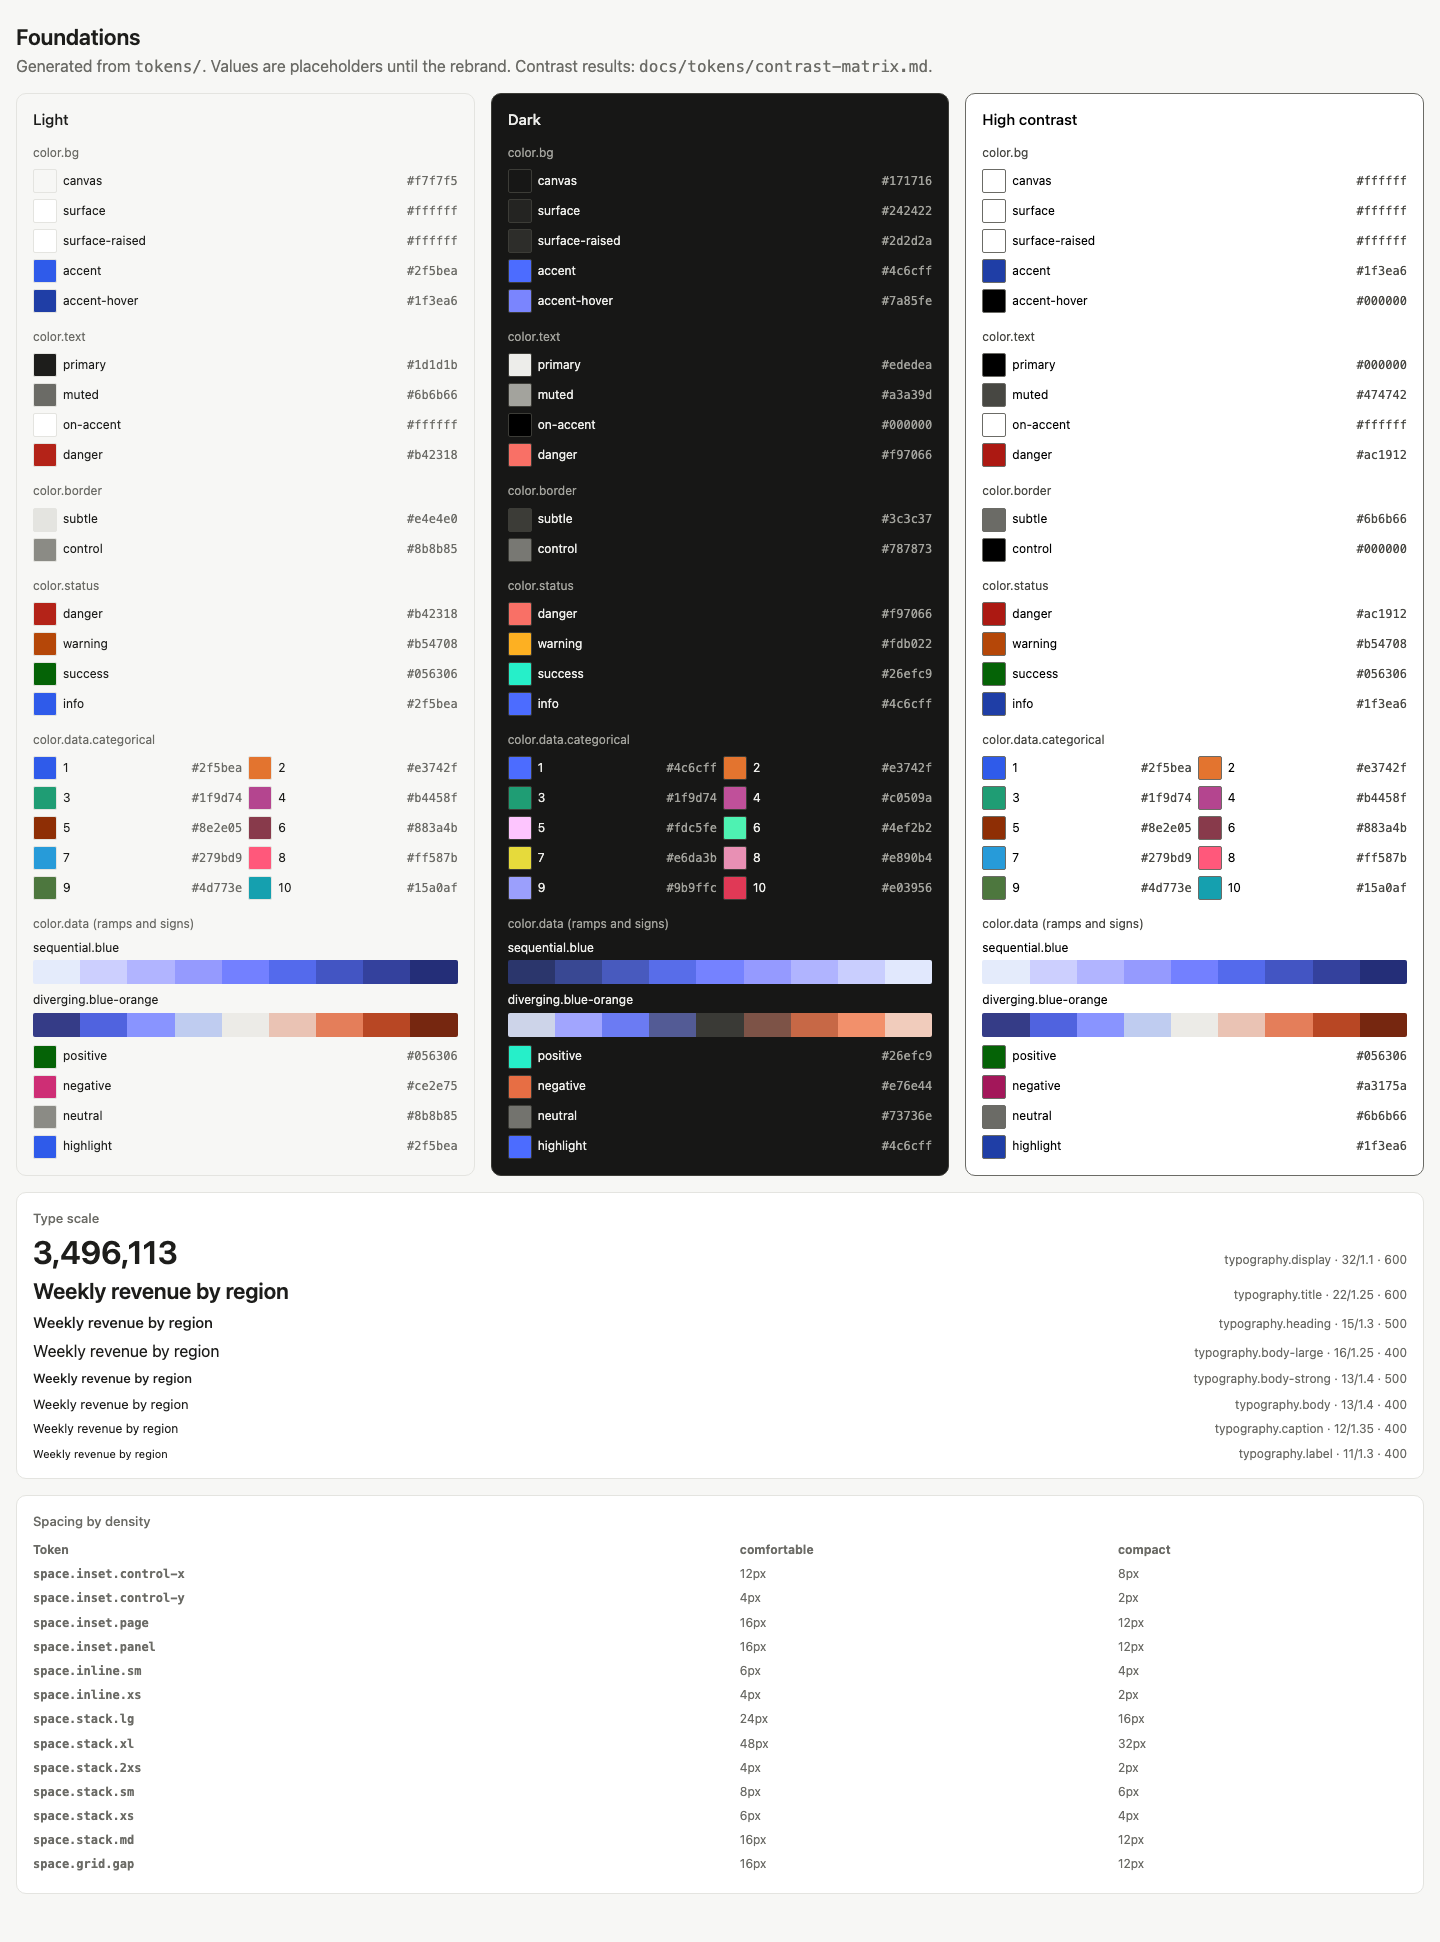 Foundations
Generated from tokens/. Values are placeholders until the rebrand. Contrast results: docs/tokens/contrast-matrix.md.
Light
color.bg
canvas #f7f7f5
surface #ffffff
surface-raised #ffffff
accent #2f5bea
accent-hover #1f3ea6
color.text
primary #1d1d1b
muted #6b6b66
on-accent #ffffff
danger #b42318
color.border
subtle #e4e4e0
control #8b8b85
color.status
danger #b42318
warning #b54708
success #056306
info #2f5bea
color.data.categorical
1 #2f5bea 2 #e3742f
3 #1f9d74 4 #b4458f
5 #8e2e05 6 #883a4b
7 #279bd9 8 #ff587b
9 #4d773e 10 #15a0af
color.data (ramps and signs)
sequential.blue
diverging.blue-orange
positive #056306
negative #ce2e75
neutral #8b8b85
highlight #2f5bea
Dark
color.bg
canvas #171716
surface #242422
surface-raised #2d2d2a
accent #4c6cff
accent-hover #7a85fe
color.text
primary #ededea
muted #a3a39d
on-accent #000000
danger #f97066
color.border
subtle #3c3c37
control #787873
color.status
danger #f97066
warning #fdb022
success #26efc9
info #4c6cff
color.data.categorical
1 #4c6cff 2 #e3742f
3 #1f9d74 4 #c0509a
5 #fdc5fe 6 #4ef2b2
7 #e6da3b 8 #e890b4
9 #9b9ffc 10 #e03956
color.data (ramps and signs)
sequential.blue
diverging.blue-orange
positive #26efc9
negative #e76e44
neutral #73736e
highlight #4c6cff
High contrast
color.bg
canvas #ffffff
surface #ffffff
surface-raised #ffffff
accent #1f3ea6
accent-hover #000000
color.text
primary #000000
muted #474742
on-accent #ffffff
danger #ac1912
color.border
subtle #6b6b66
control #000000
color.status
danger #ac1912
warning #b54708
success #056306
info #1f3ea6
color.data.categorical
1 #2f5bea 2 #e3742f
3 #1f9d74 4 #b4458f
5 #8e2e05 6 #883a4b
7 #279bd9 8 #ff587b
9 #4d773e 10 #15a0af
color.data (ramps and signs)
sequential.blue
diverging.blue-orange
positive #056306
negative #a3175a
neutral #6b6b66
highlight #1f3ea6
Type scale
3,496,113 typography.display · 32/1.1 · 600
Weekly revenue by region typography.title · 22/1.25 · 600
Weekly revenue by region typography.heading · 15/1.3 · 500
Weekly revenue by region typography.body-large · 16/1.25 · 400
Weekly revenue by region typography.body-strong · 13/1.4 · 500
Weekly revenue by region typography.body · 13/1.4 · 400
Weekly revenue by region typography.caption · 12/1.35 · 400
Weekly revenue by region typography.label · 11/1.3 · 400
Spacing by density
Token comfortable compact
space.inset.control-x 12px 8px
space.inset.control-y 4px 2px
space.inset.page 16px 12px
space.inset.panel 16px 12px
space.inline.sm 6px 4px
space.inline.xs 4px 2px
space.stack.lg 24px 16px
space.stack.xl 48px 32px
space.stack.2xs 4px 2px
space.stack.sm 8px 6px
space.stack.xs 6px 4px
space.stack.md 16px 12px
space.grid.gap 16px 12px